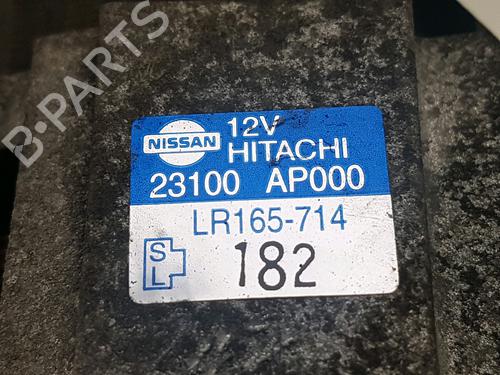 B-PARTS
NISSAN
12V
HITACHI
23100 AP000
LR165-714
S
L
182